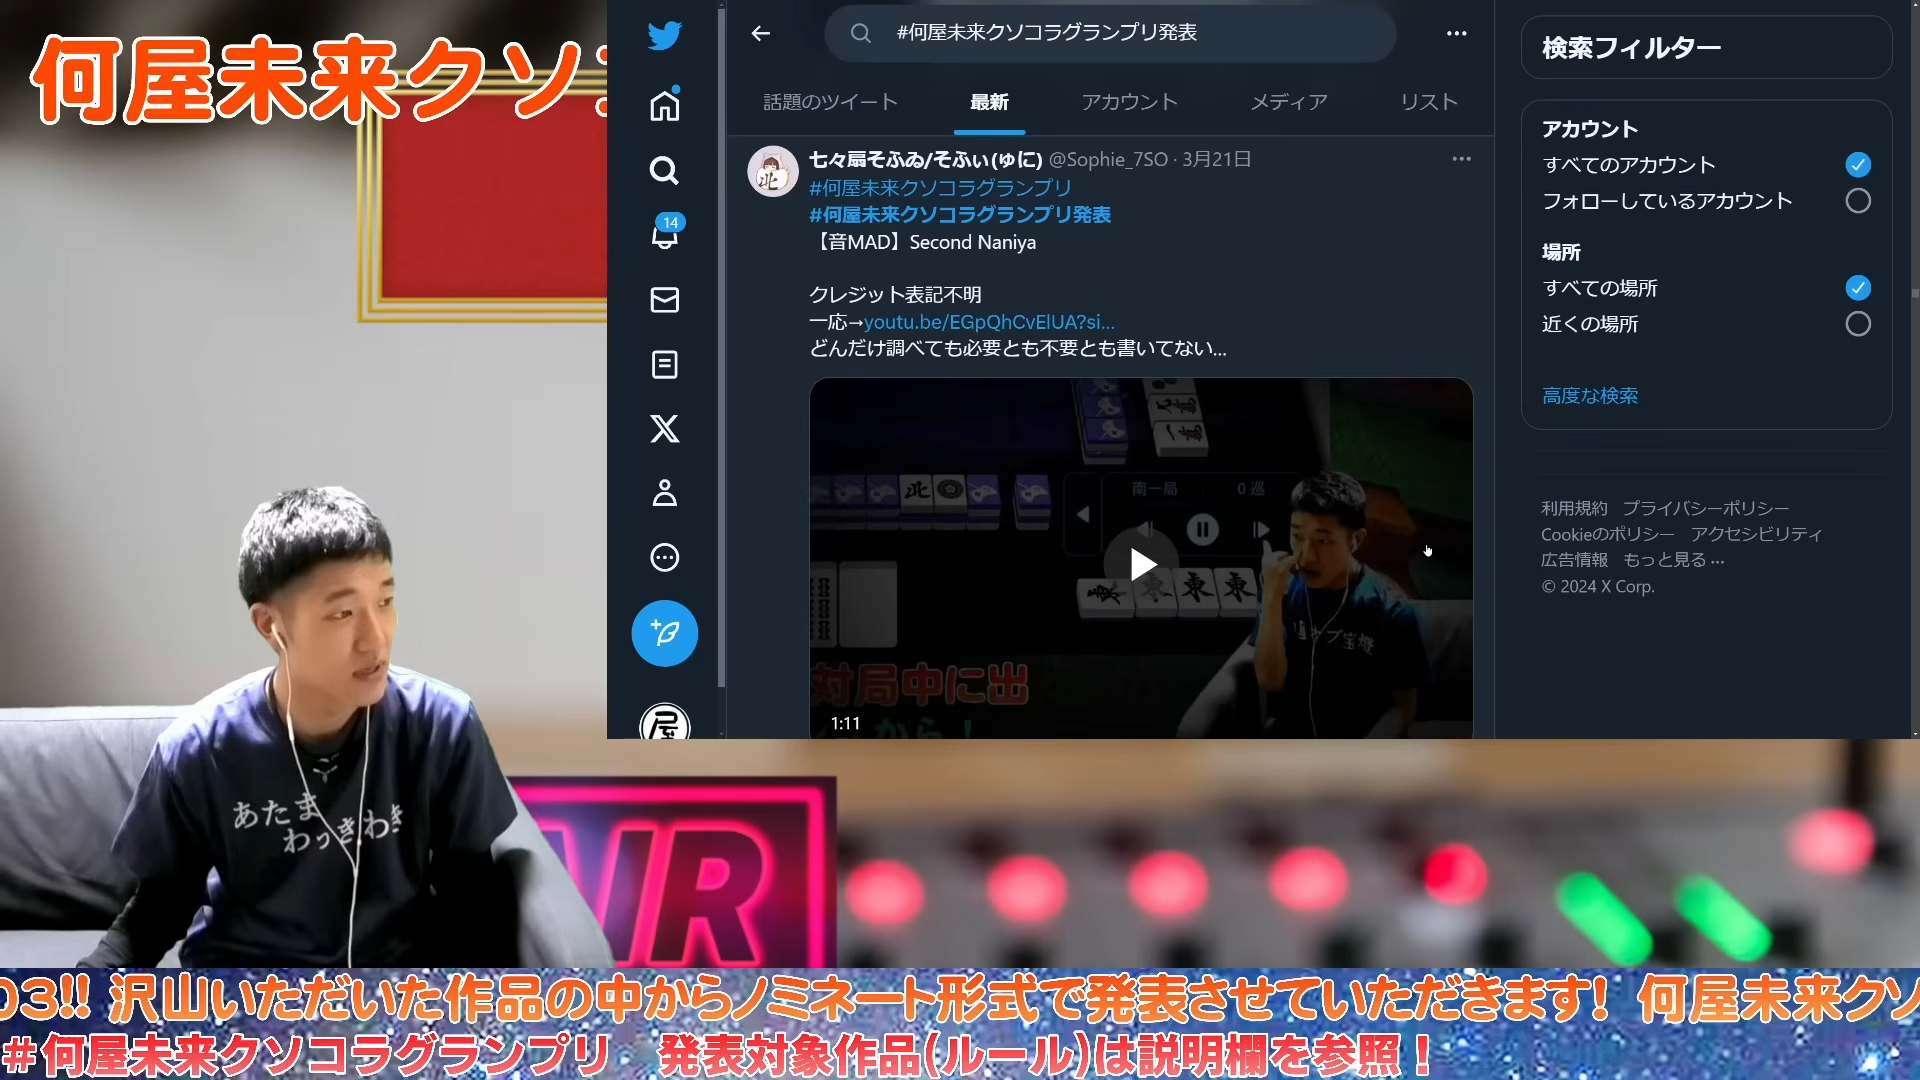 何屋未来クソ
14
#何屋未来クソコラグランプリ発表
話題のツイート
最新
アカウント
メディア
リスト
七々扇そふゐ/そふぃ(ゆに) @Sophie_7SO · 3月21日
#何屋未来クソコラグランプリ
#何屋未来クソコラグランプリ発表
【音MAD】Second Naniya
クレジット表記不明
一応→youtu.be/EGpQhCvElUA?si...
どんだけ調べても必要とも不要とも書いてない...
南一局 0巡
対局中に出
から！
1:11
検索フィルター
アカウント
すべてのアカウント
フォローしているアカウント
場所
すべての場所
近くの場所
高度な検索
利用規約 プライバシーポリシー
Cookieのポリシー アクセシビリティ
広告情報 もっと見る ...
© 2024 X Corp.
屋
あたま
わっきわき
IR
03!! 沢山いただいた作品の中からノミネート形式で発表させていただきます! 何屋未来クソ
#何屋未来クソコラグランプリ 発表対象作品(ルール)は説明欄を参照！